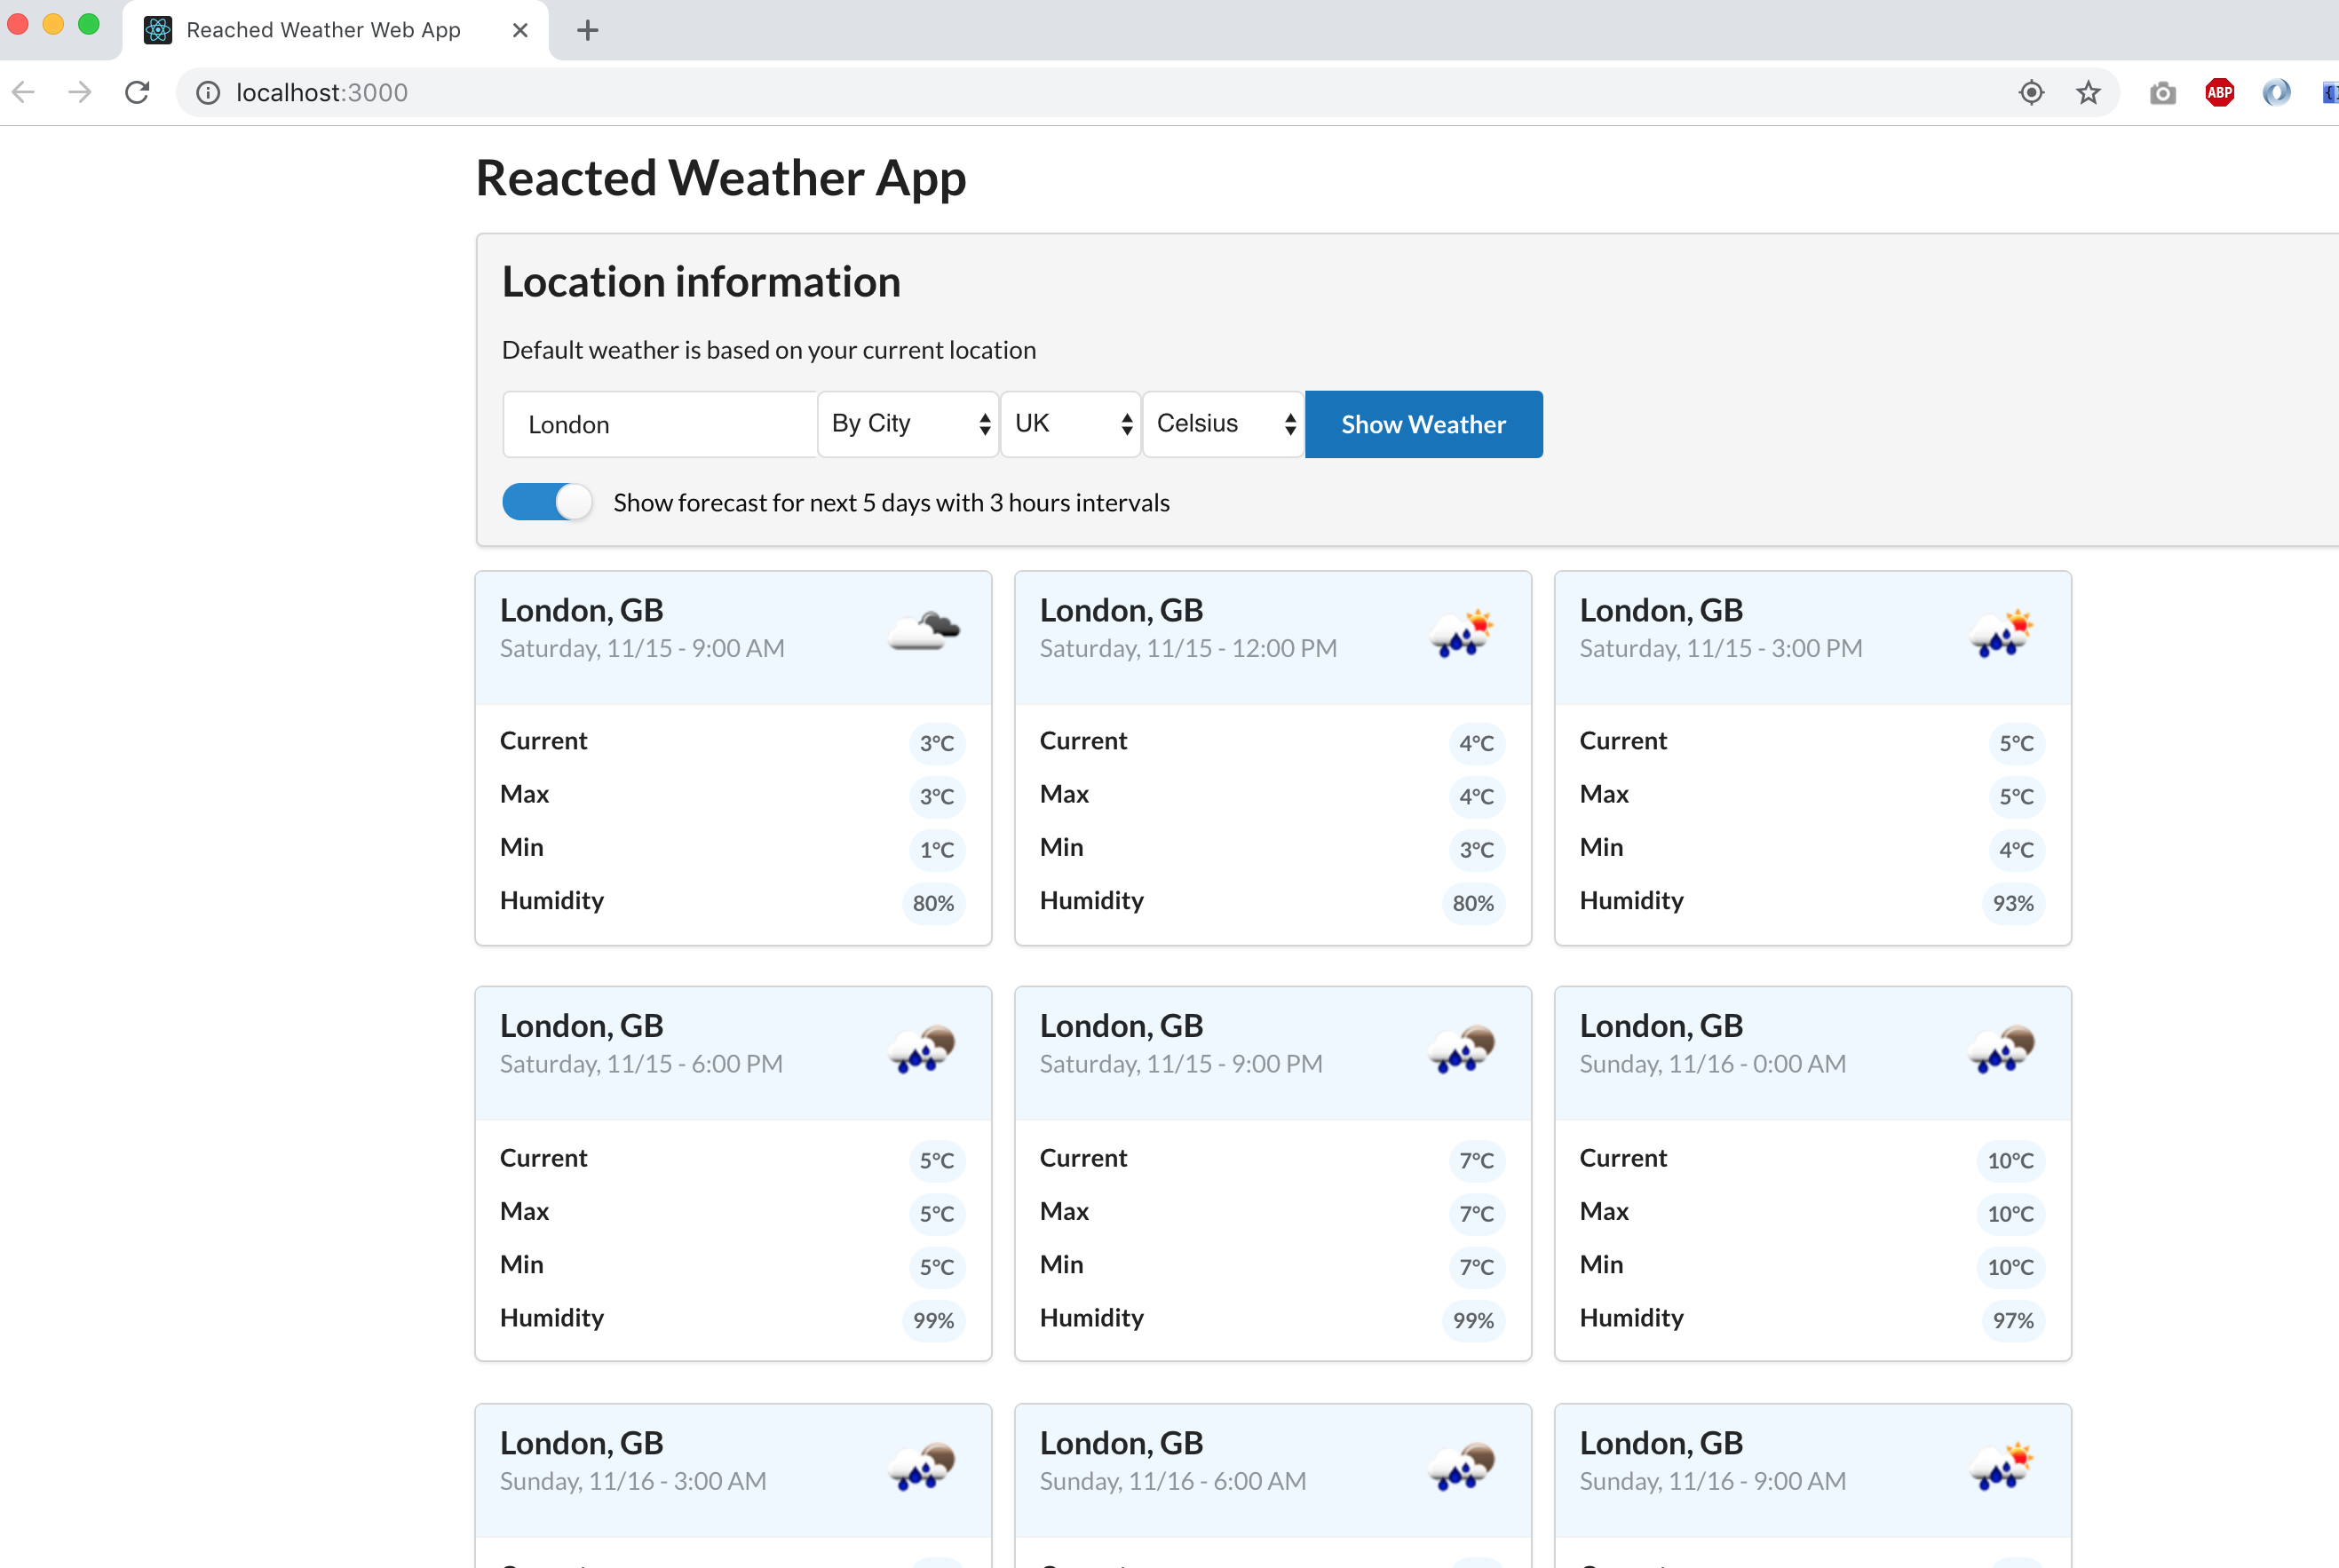 Reached Weather Web App
localhost:3000
ABP
Reacted Weather App
Location information
Default weather is based on your current location
London By City UK Celsius Show Weather
Show forecast for next 5 days with 3 hours intervals
London, GB
Saturday, 11/15 - 9:00 AM
Current 3°C
Max 3°C
Min 1°C
Humidity 80%
London, GB
Saturday, 11/15 - 12:00 PM
Current 4°C
Max 4°C
Min 3°C
Humidity 80%
London, GB
Saturday, 11/15 - 3:00 PM
Current 5°C
Max 5°C
Min 4°C
Humidity 93%
London, GB
Saturday, 11/15 - 6:00 PM
Current 5°C
Max 5°C
Min 5°C
Humidity 99%
London, GB
Saturday, 11/15 - 9:00 PM
Current 7°C
Max 7°C
Min 7°C
Humidity 99%
London, GB
Sunday, 11/16 - 0:00 AM
Current 10°C
Max 10°C
Min 10°C
Humidity 97%
London, GB
Sunday, 11/16 - 3:00 AM
London, GB
Sunday, 11/16 - 6:00 AM
London, GB
Sunday, 11/16 - 9:00 AM